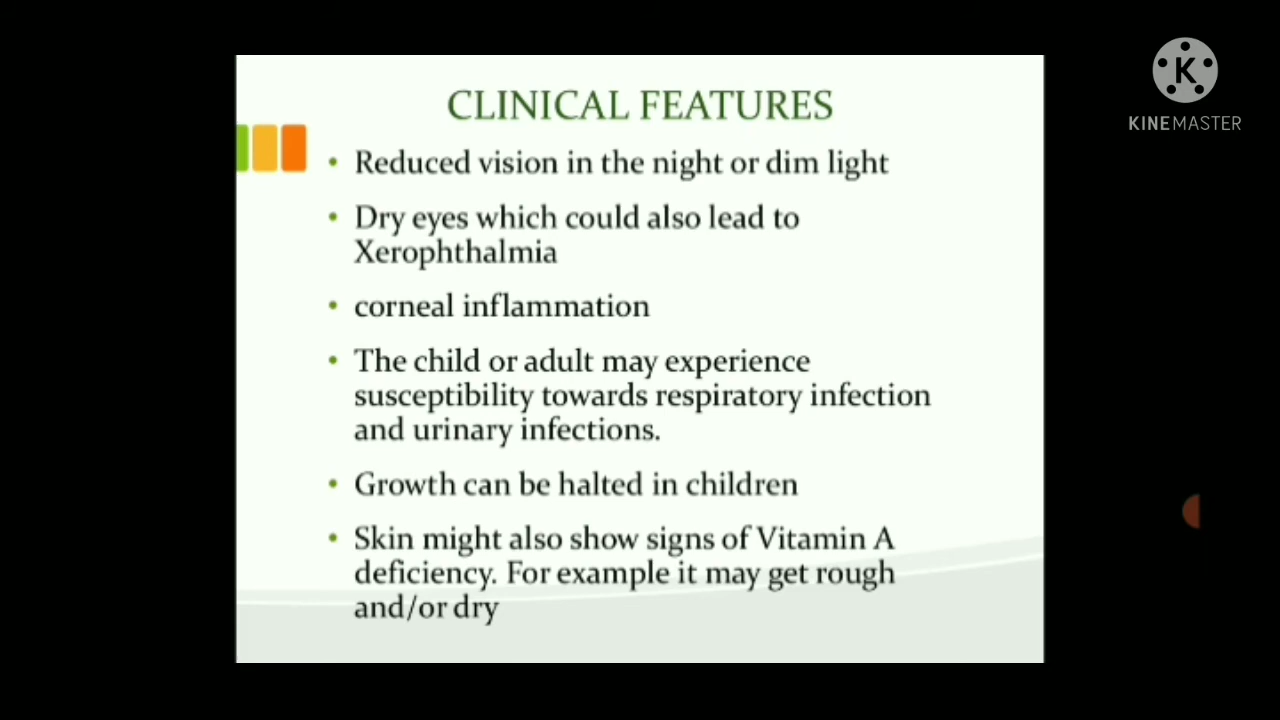 CLINICAL FEATURES
• Reduced vision in the night or dim light
• Dry eyes which could also lead to
Xerophthalmia
• corneal inflammation
• The child or adult may experience
susceptibility towards respiratory infection
and urinary infections.
• Growth can be halted in children
• Skin might also show signs of Vitamin A
deficiency. For example it may get rough
and/or dry
K
KINEMASTER